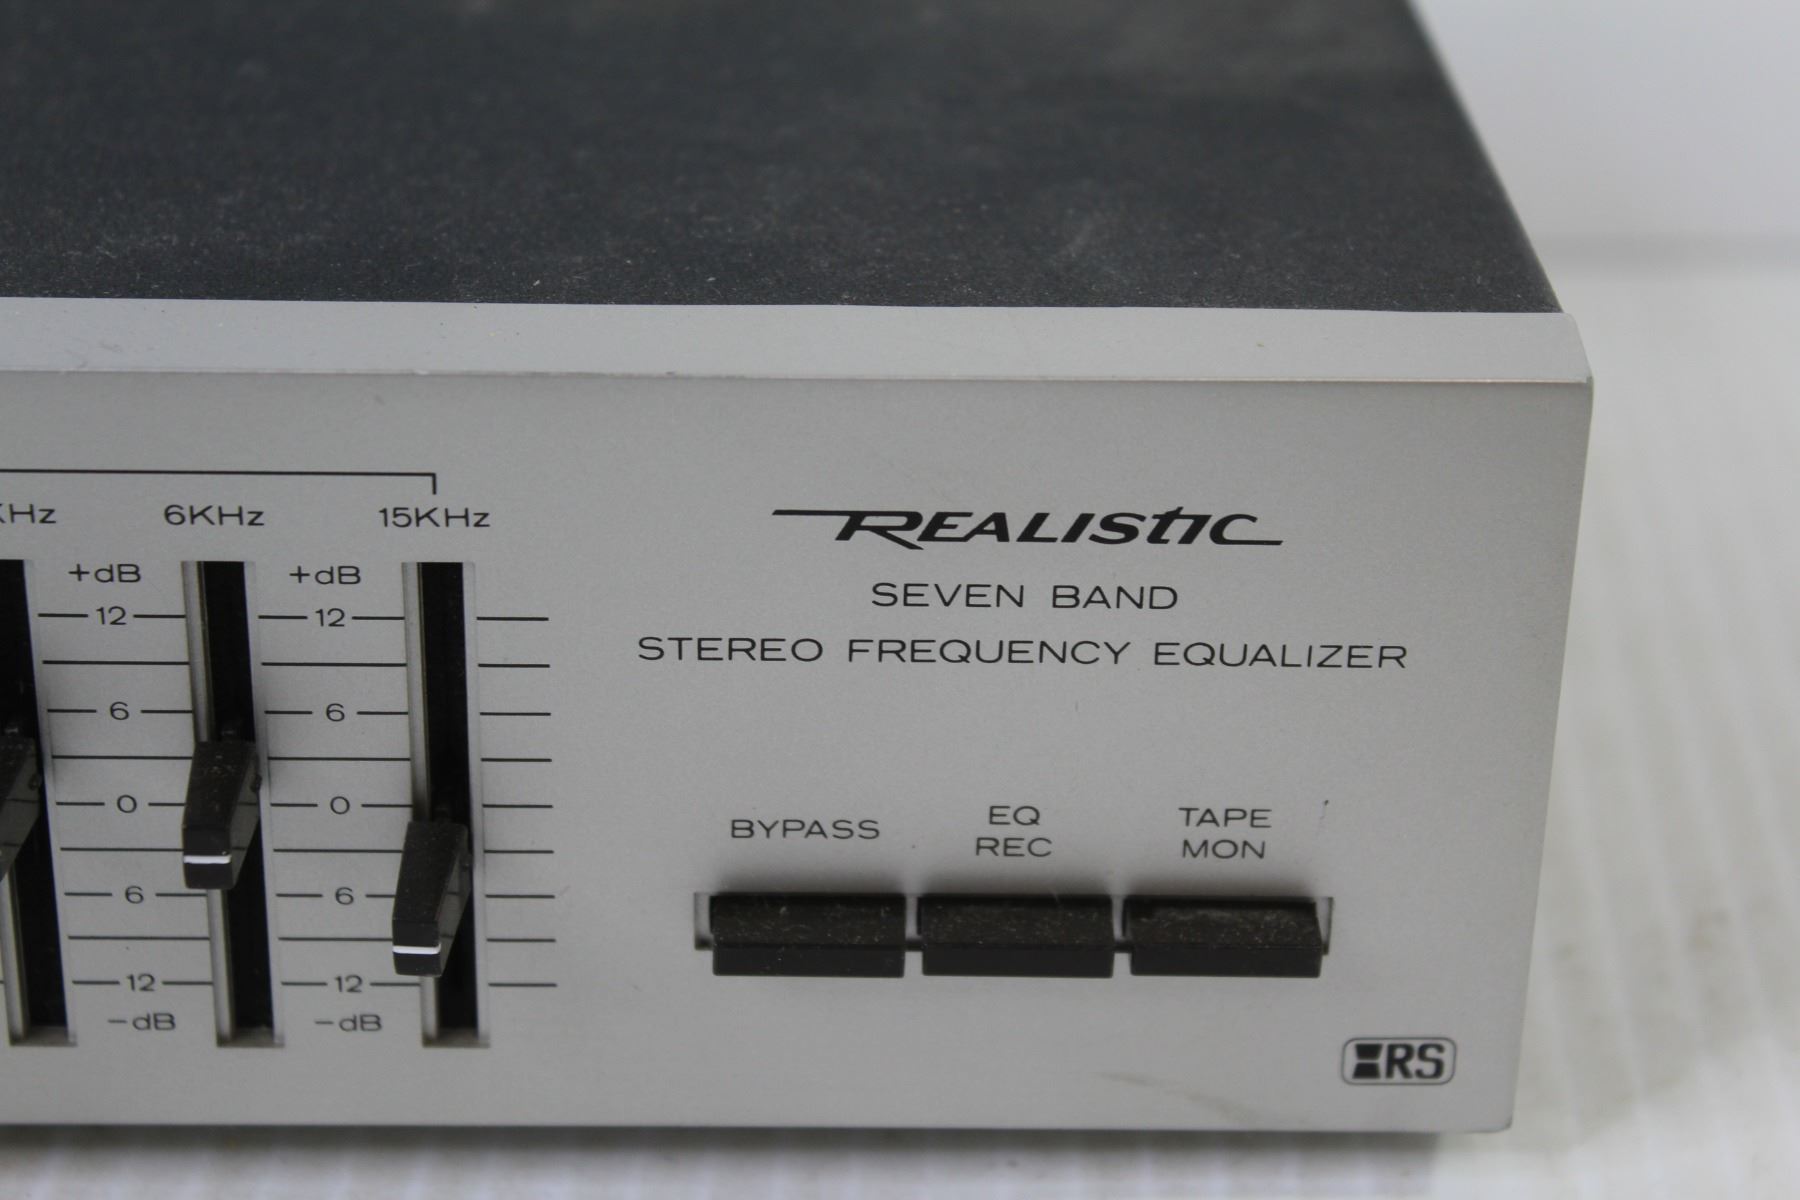 KHz 6KHz 15KHz
+dB +dB
12 12
6 6
0 0
6 6
12 12
-dB -dB
REALISTIC
SEVEN BAND
STEREO FREQUENCY EQUALIZER
BYPASS
EQ
REC
TAPE
MON
RS